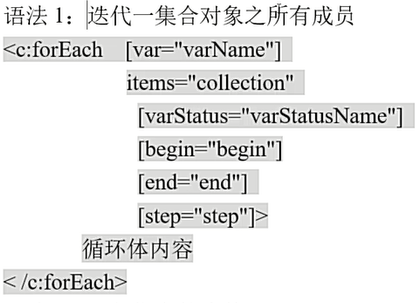 语法1：迭代一集合对象之所有成员
<c:forEach [var="varName"]
items="collection"
[varStatus="varStatusName"]
[begin="begin"]
[end="end"]
[step="step"]>
循环体内容
< /c:forEach>